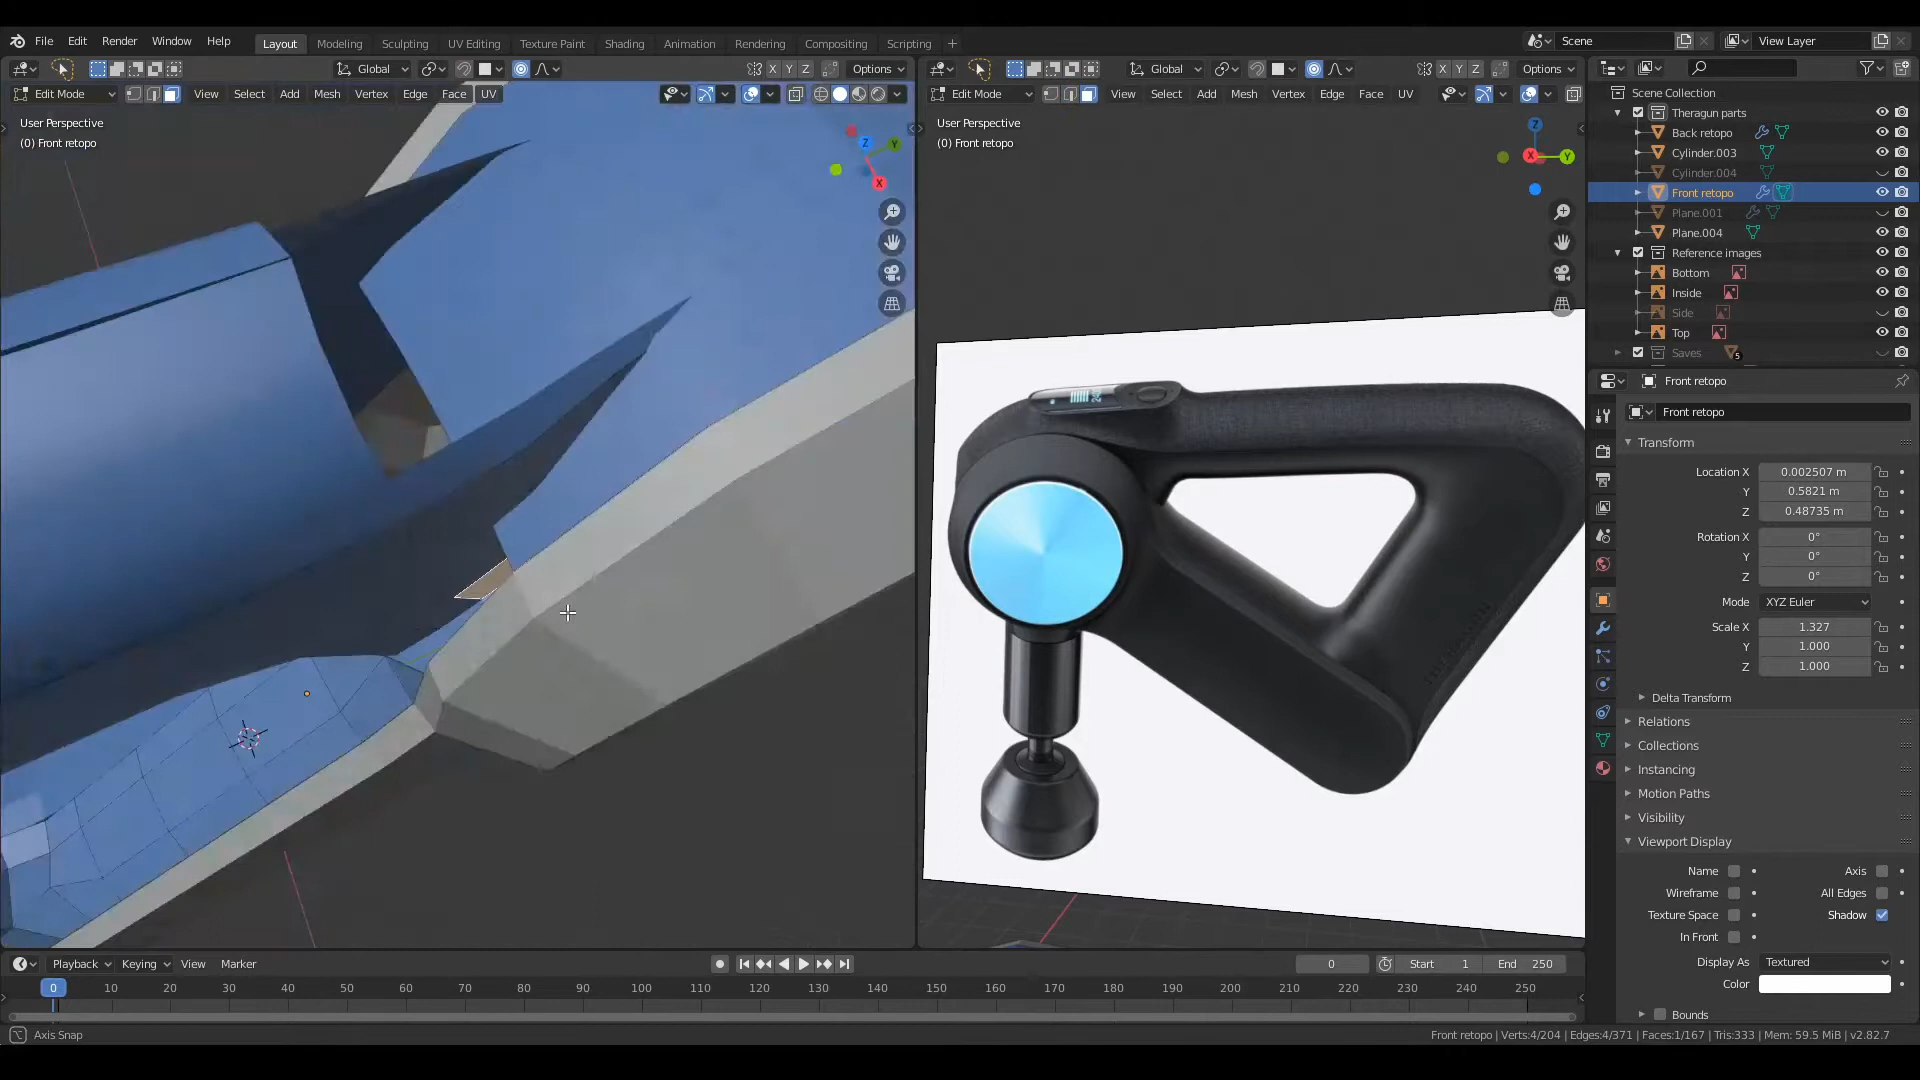 File Edit Render Window Help Layout Modeling Sculpting UV Editing Texture Paint Shading Animation Rendering Compositing Scripting + Scene View Layer
Global Options Global Options
Edit Mode View Select Add Mesh Vertex Edge Face UV Edit Mode View Select Add Mesh Vertex Edge Face UV
User Perspective
(0) Front retopo
User Perspective
(0) Front retopo
Scene Collection
Theragun parts
Back retopo
Cylinder.003
Cylinder.004
Front retopo
Plane.001
Plane.004
Reference images
Bottom
Inside
Side
Top
Saves 5
Front retopo
Front retopo
Transform
Location X 0.002507 m
Y 0.5821 m
Z 0.48735 m
Rotation X 0°
Y 0°
Z 0°
Mode XYZ Euler
Scale X 1.327
Y 1.000
Z 1.000
Delta Transform
Relations
Collections
Instancing
Motion Paths
Visibility
Viewport Display
Name Axis
Wireframe All Edges
Texture Space Shadow
In Front
Display As Textured
Color
Bounds
Playback Keying View Marker 0 Start 1 End 250
0 10 20 30 40 50 60 70 80 90 100 110 120 130 140 150 160 170 180 190 200 210 220 230 240 250
Axis Snap Front retopo | Verts:4/204 | Edges:4/371 | Faces:1/167 | Tris:333 | Mem: 59.5 MiB | v2.82.7